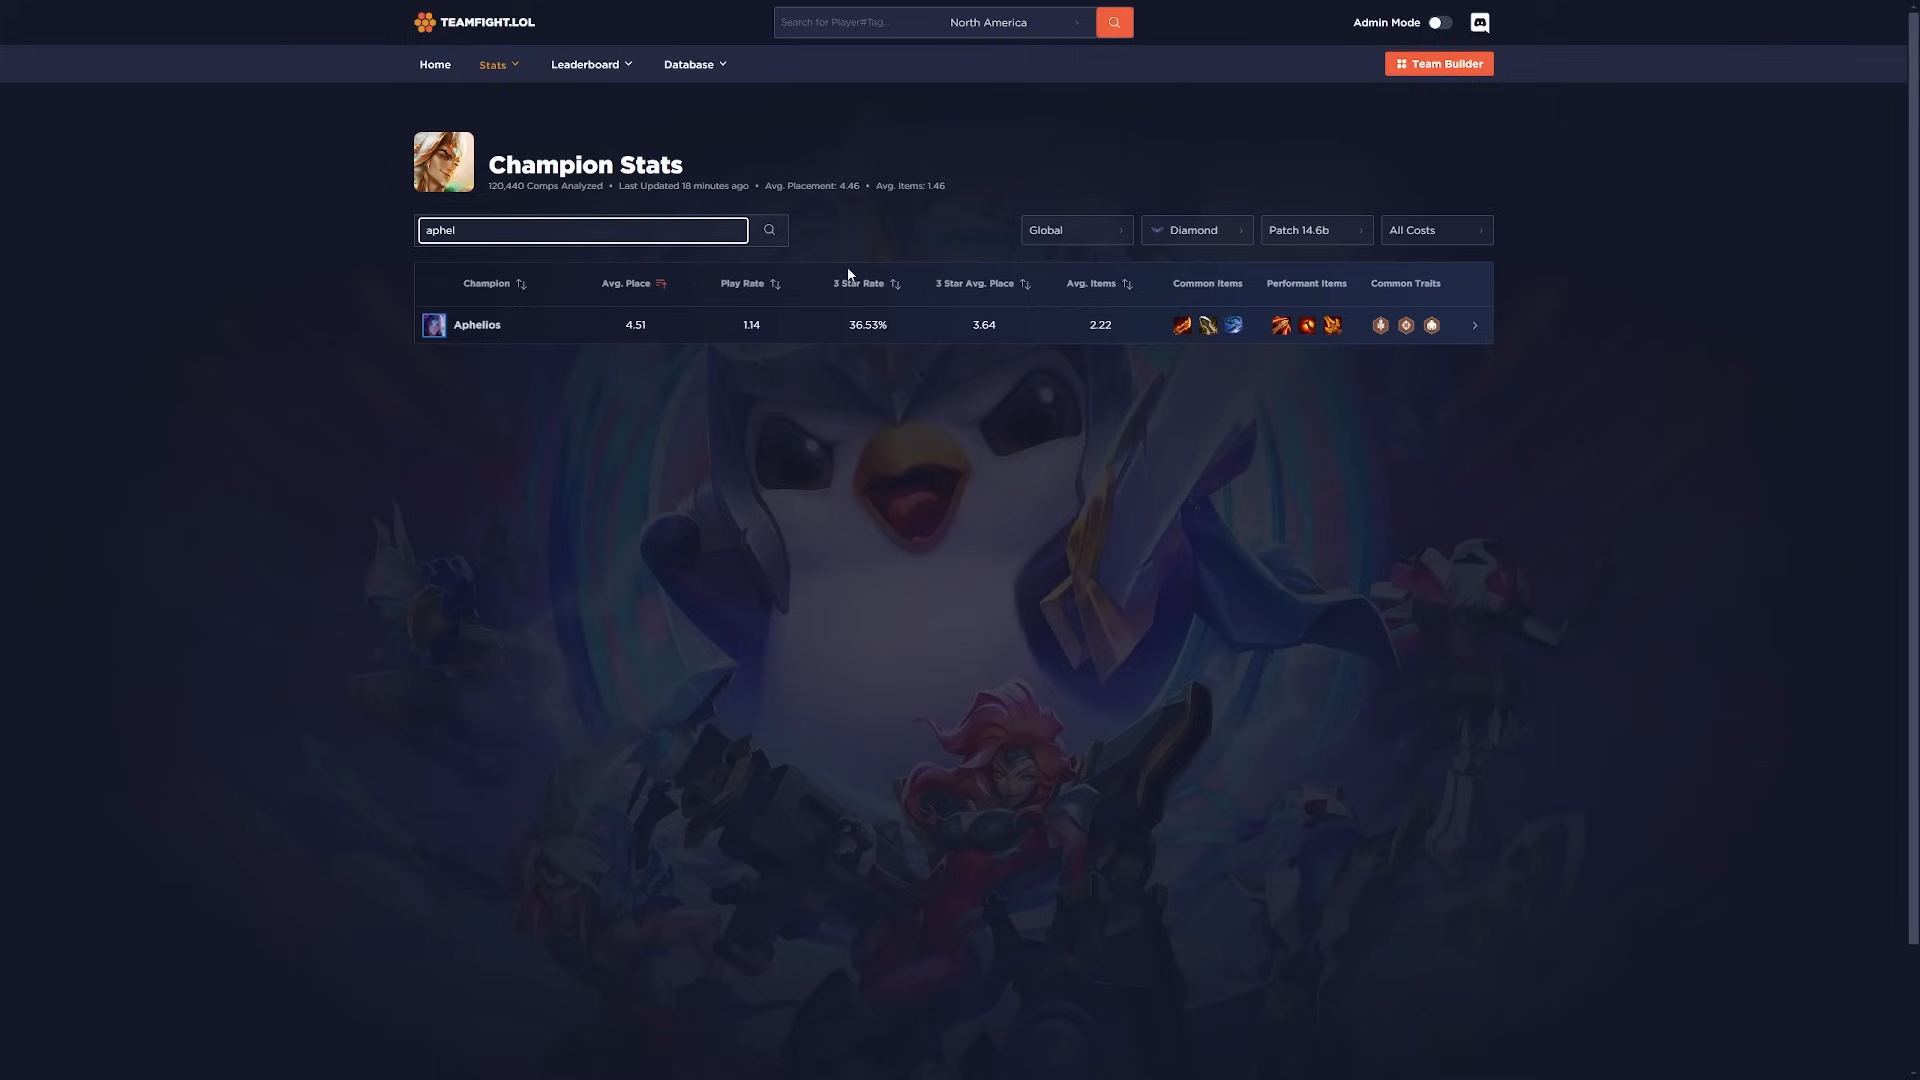 TEAMFIGHT.LOL
Search for Player#Tag... North America
Admin Mode
Home Stats Leaderboard Database
Team Builder
Champion Stats
120,440 Comps Analyzed • Last Updated 18 minutes ago • Avg. Placement: 4.46 • Avg. Items: 1.46
aphel
Global Diamond Patch 14.6b All Costs
Champion Avg. Place Play Rate 3 Star Rate 3 Star Avg. Place Avg. Items Common Items Performant Items Common Traits
Aphelios 4.51 1.14 36.53% 3.64 2.22